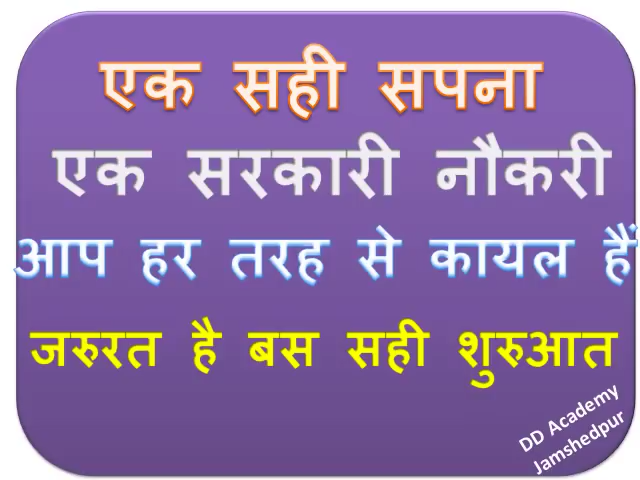 एक सही सपना
एक सरकारी नौकरी
आप हर तरह से कायल हैं
जरुरत है बस सही शुरुआत
DD Academy
Jamshedpur